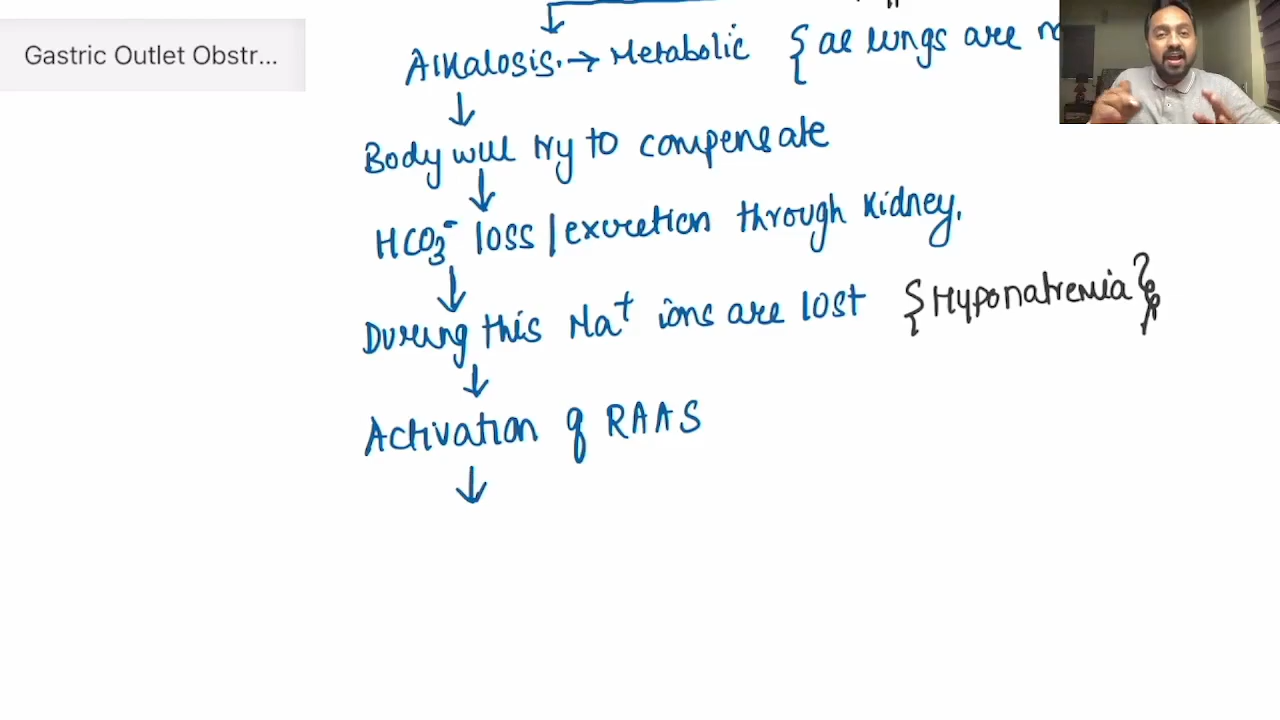 Gastric Outlet Obstr...
Alkalosis. → Metabolic { as lungs are
↓
Body will try to compensate
↓
HCO3- loss / excretion through kidney.
↓
During this Na+ ions are lost { Hyponatremia }
↓
Activation of RAAS
↓